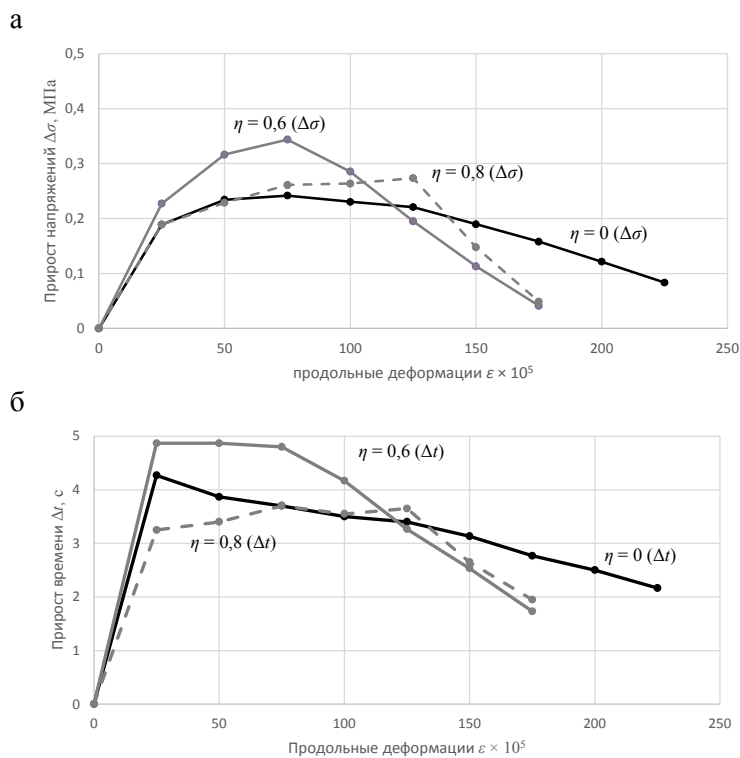 а
0,5
0,4
0,3
0,2
0,1
0
0
50
100
150
200
250
Прирост напряжений Δσ, МПа
η = 0,6 (Δσ)
η = 0,8 (Δσ)
η = 0 (Δσ)
продольные деформации ε × 10⁵
б
5
4
3
2
1
0
0
50
100
150
200
250
Прирост времени Δt, с
η = 0,6 (Δt)
η = 0,8 (Δt)
η = 0 (Δt)
Продольные деформации ε × 10⁵